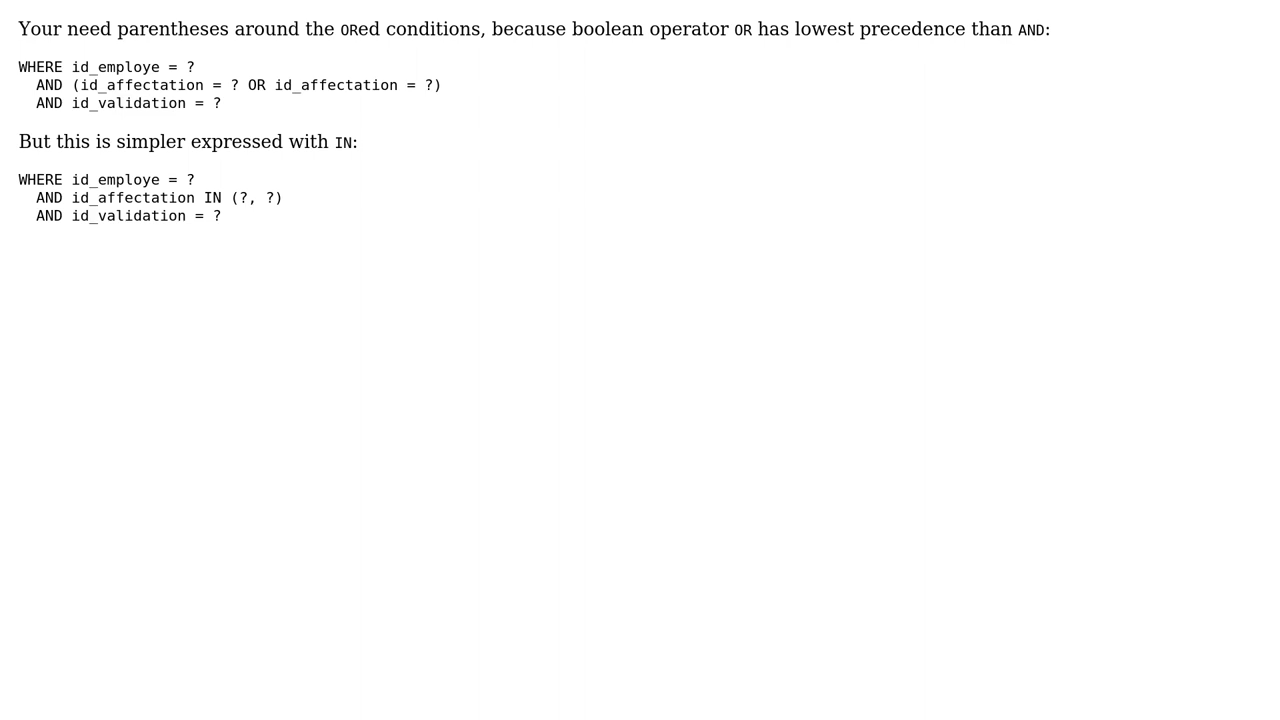 Your need parentheses around the ORed conditions, because boolean operator OR has lowest precedence than AND:
WHERE id_employe = ?
  AND (id_affectation = ? OR id_affectation = ?)
  AND id_validation = ?
But this is simpler expressed with IN:
WHERE id_employe = ?
  AND id_affectation IN (?, ?)
  AND id_validation = ?